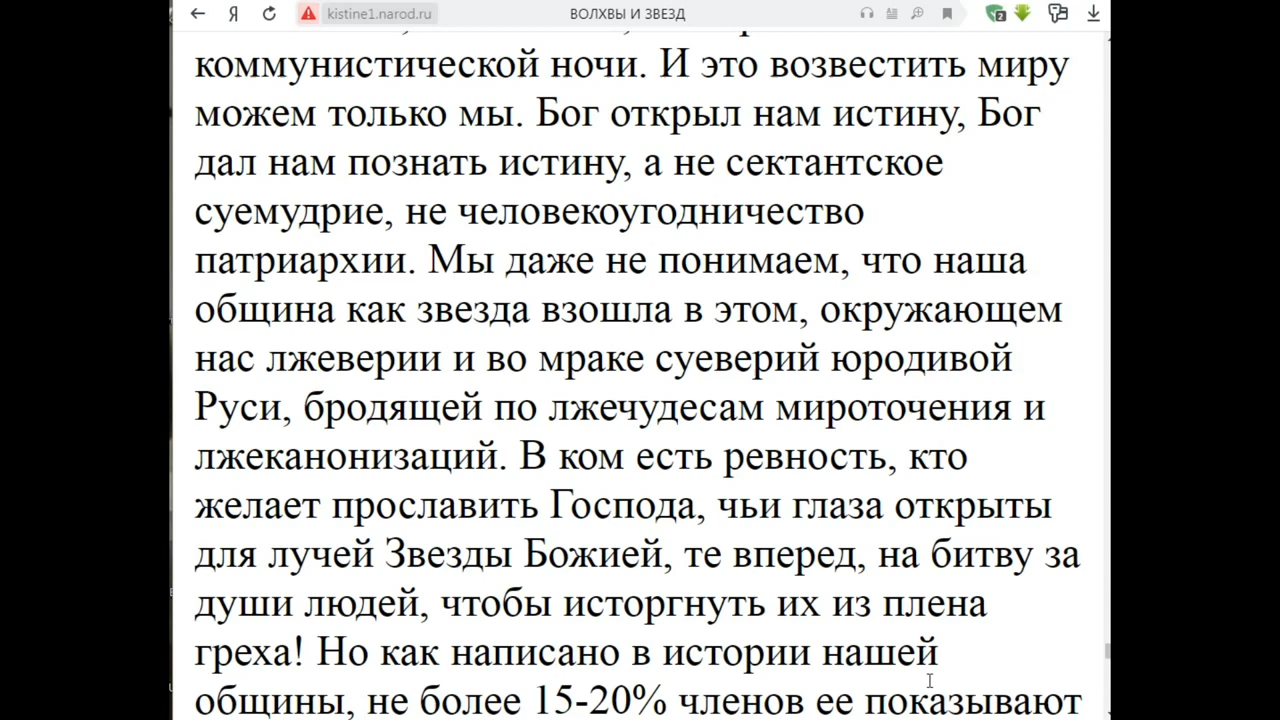 Я kistine1.narod.ru ВОЛХВЫ И ЗВЕЗД 2
коммунистической ночи. И это возвестить миру
можем только мы. Бог открыл нам истину, Бог
дал нам познать истину, а не сектантское
суемудрие, не человекоугодничество
патриархии. Мы даже не понимаем, что наша
община как звезда взошла в этом, окружающем
нас лжеверии и во мраке суеверий юродивой
Руси, бродящей по лжечудесам мироточения и
лжеканонизаций. В ком есть ревность, кто
желает прославить Господа, чьи глаза открыты
для лучей Звезды Божией, те вперед, на битву за
души людей, чтобы исторгнуть их из плена
греха! Но как написано в истории нашей
общины, не более 15-20% членов ее показывают